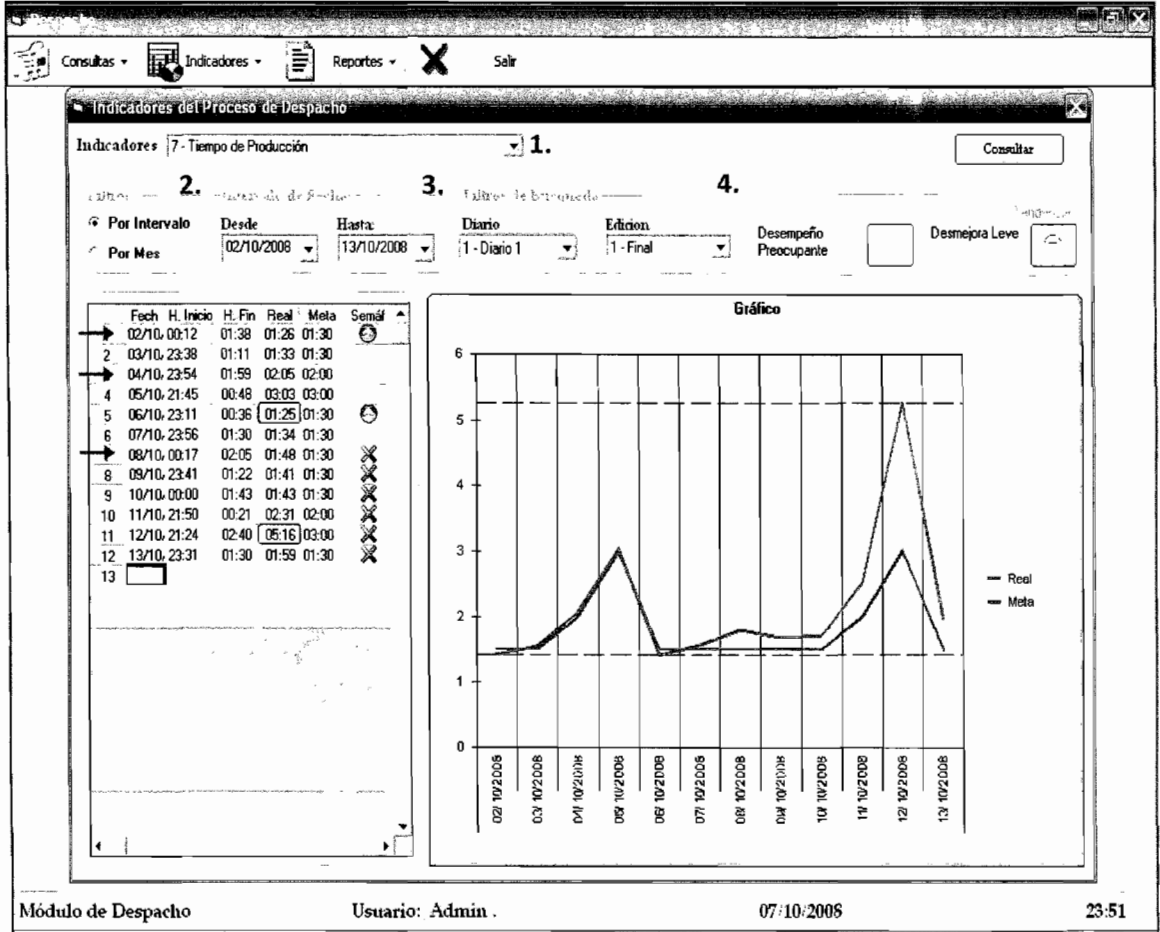 Consultas Indicadores Reportes Salir
Indicadores del Proceso de Despacho
Indicadores 7 - Tiempo de Producción 1. Consultar
2. 3. 4.
Por Intervalo Desde Hasta: Diario Edicion Desempeño Preocupante Desmejora Leve
Por Mes 02/10/2008 13/10/2008 1 - Diario 1 1 - Final
Fech H. Inicio H. Fin Real Meta Semáf
02/10, 00:12 01:38 01:26 01:30
2 03/10, 23:38 01:11 01:33 01:30
04/10, 23:54 01:59 02:05 02:00
4 05/10, 21:45 00:48 03:03 03:00
5 06/10, 23:11 00:36 01:25 01:30
6 07/10, 23:56 01:30 01:34 01:30
08/10, 00:17 02:05 01:48 01:30
8 09/10, 23:41 01:22 01:41 01:30
9 10/10, 00:00 01:43 01:43 01:30
10 11/10, 21:50 00:21 02:31 02:00
11 12/10, 21:24 02:40 05:16 03:00
12 13/10, 23:31 01:30 01:59 01:30
13
Gráfico
6
5
4
3
2
1
0
02/10/2008
03/10/2008
04/10/2008
05/10/2008
06/10/2008
07/10/2008
08/10/2008
09/10/2008
10/10/2008
11/10/2008
12/10/2008
13/10/2008
Real
Meta
Módulo de Despacho Usuario: Admin . 07/10/2008 23:51